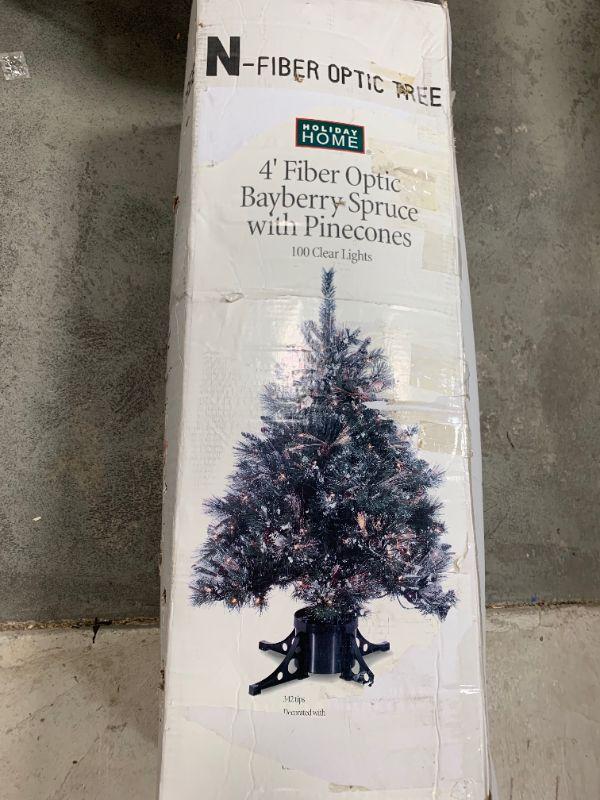 N-FIBER OPTIC TREE
HOLIDAY
HOME
4' Fiber Optic
Bayberry Spruce
with Pinecones
100 Clear Lights
342 tips
Decorated with